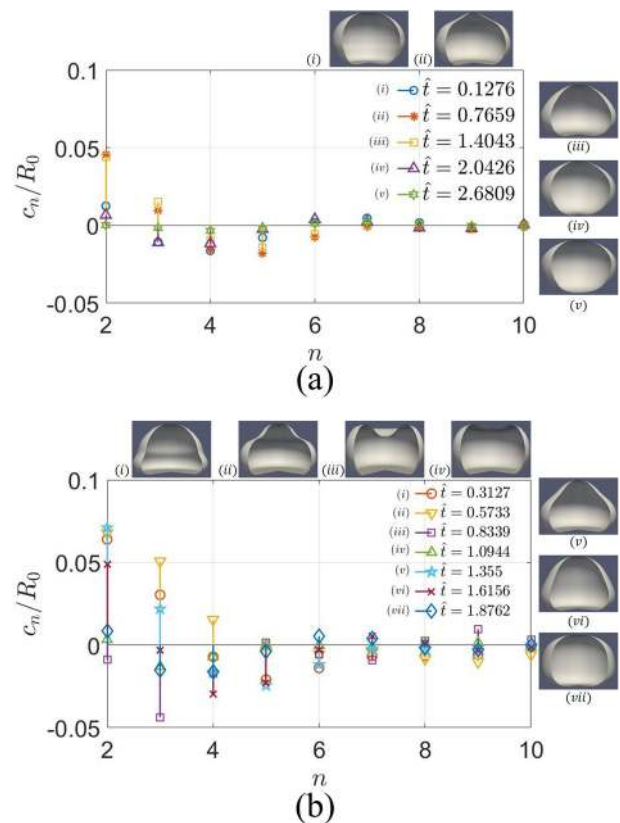 (i)
(ii)
0.1
(i) t̂ = 0.1276
(ii) t̂ = 0.7659
(iii) t̂ = 1.4043
(iv) t̂ = 2.0426
(v) t̂ = 2.6809
(iii)
(iv)
(v)
0.05
0
-0.05
c_n/R_0
2
4
6
8
10
n
(a)
(i)
(ii)
(iii)
(iv)
0.1
(i) t̂ = 0.3127
(ii) t̂ = 0.5733
(iii) t̂ = 0.8339
(iv) t̂ = 1.0944
(v) t̂ = 1.355
(vi) t̂ = 1.6156
(vii) t̂ = 1.8762
(v)
(vi)
(vii)
0.05
0
-0.05
c_n/R_0
2
4
6
8
10
n
(b)